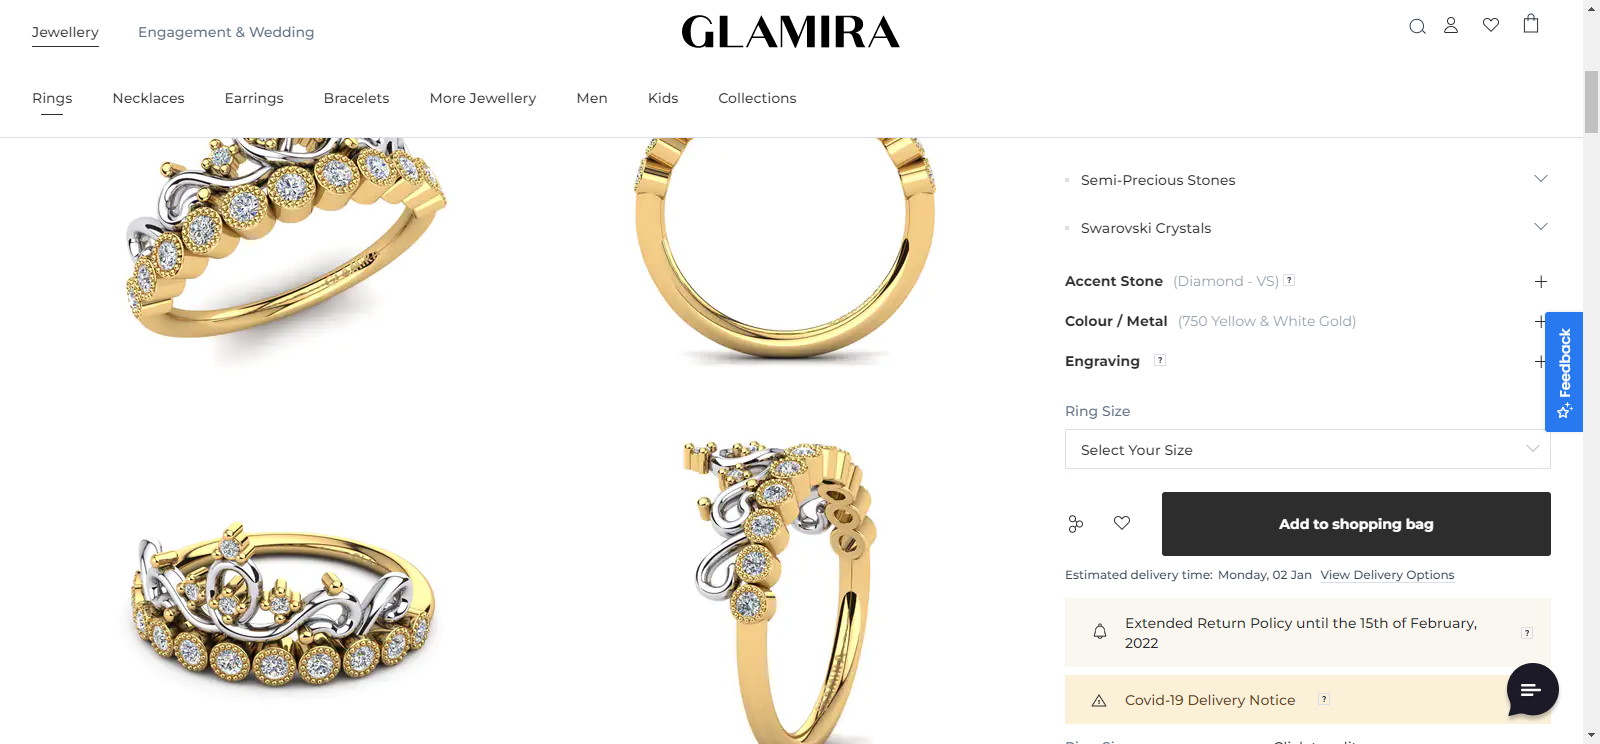 Jewellery
Engagement & Wedding
GLAMIRA
Rings
Necklaces
Earrings
Bracelets
More Jewellery
Men
Kids
Collections
Semi-Precious Stones
Swarovski Crystals
Accent Stone (Diamond - VS) ?
Colour / Metal (750 Yellow & White Gold)
Engraving ?
Feedback
Ring Size
Select Your Size
Add to shopping bag
Estimated delivery time: Monday, 02 Jan View Delivery Options
Extended Return Policy until the 15th of February,
2022
?
Covid-19 Delivery Notice ?